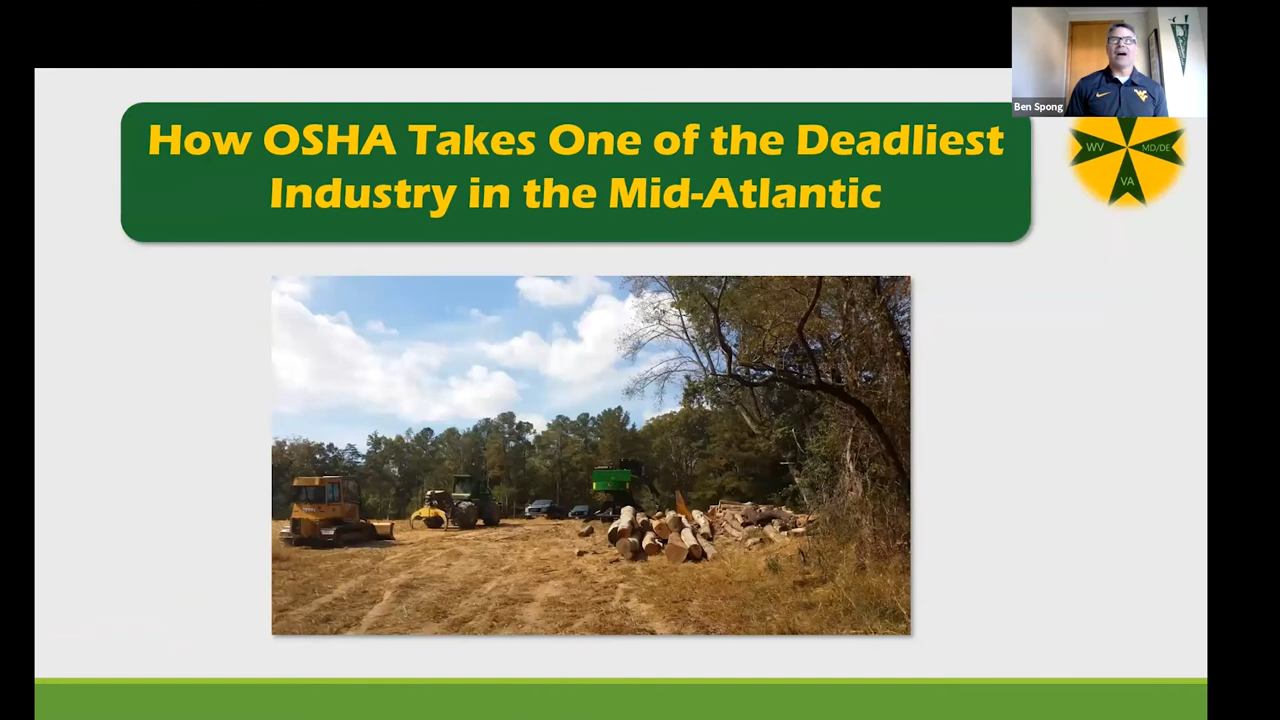 Ben Spong
How OSHA Takes One of the Deadliest
Industry in the Mid-Atlantic
WV
MD/DE
VA